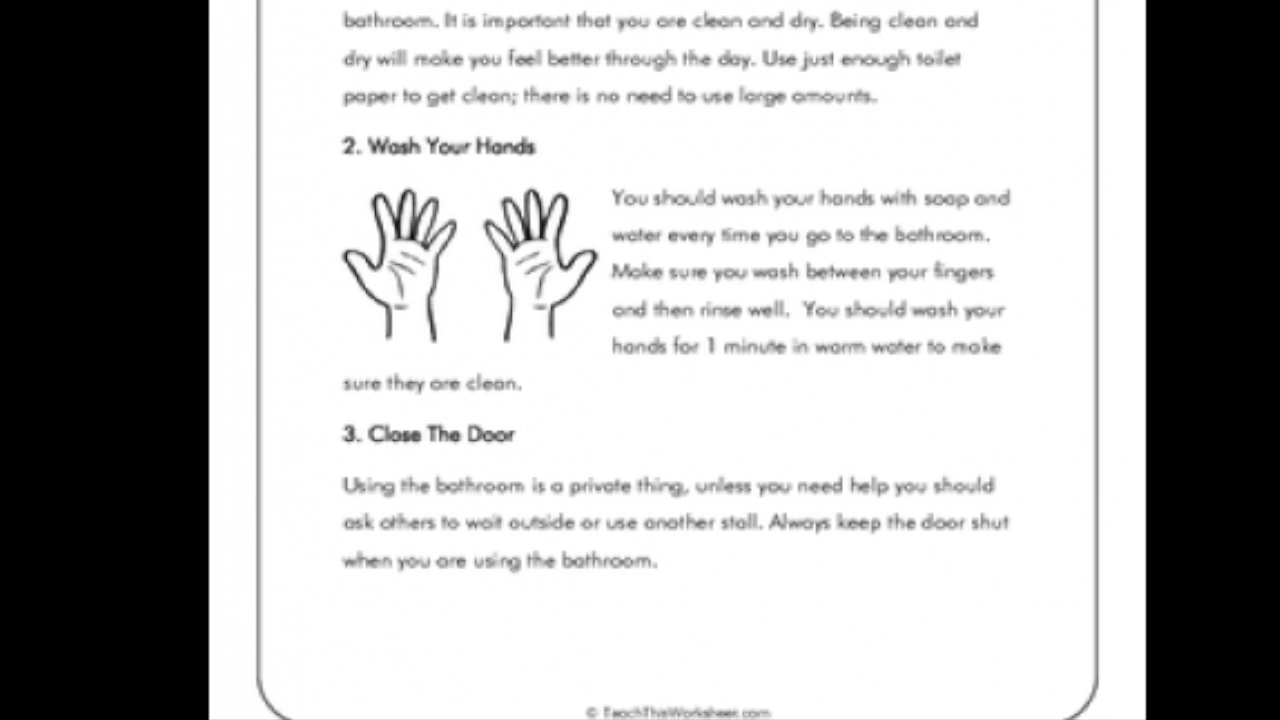 bathroom. It is important that you are clean and dry. Being clean and
dry will make you feel better through the day. Use just enough toilet
paper to get clean; there is no need to use large amounts.
2. Wash Your Hands
You should wash your hands with soap and
water every time you go to the bathroom.
Make sure you wash between your fingers
and then rinse well. You should wash your
hands for 1 minute in warm water to make
sure they are clean.
3. Close The Door
Using the bathroom is a private thing, unless you need help you should
ask others to wait outside or use another stall. Always keep the door shut
when you are using the bathroom.
© TeachThisWorksheet.com